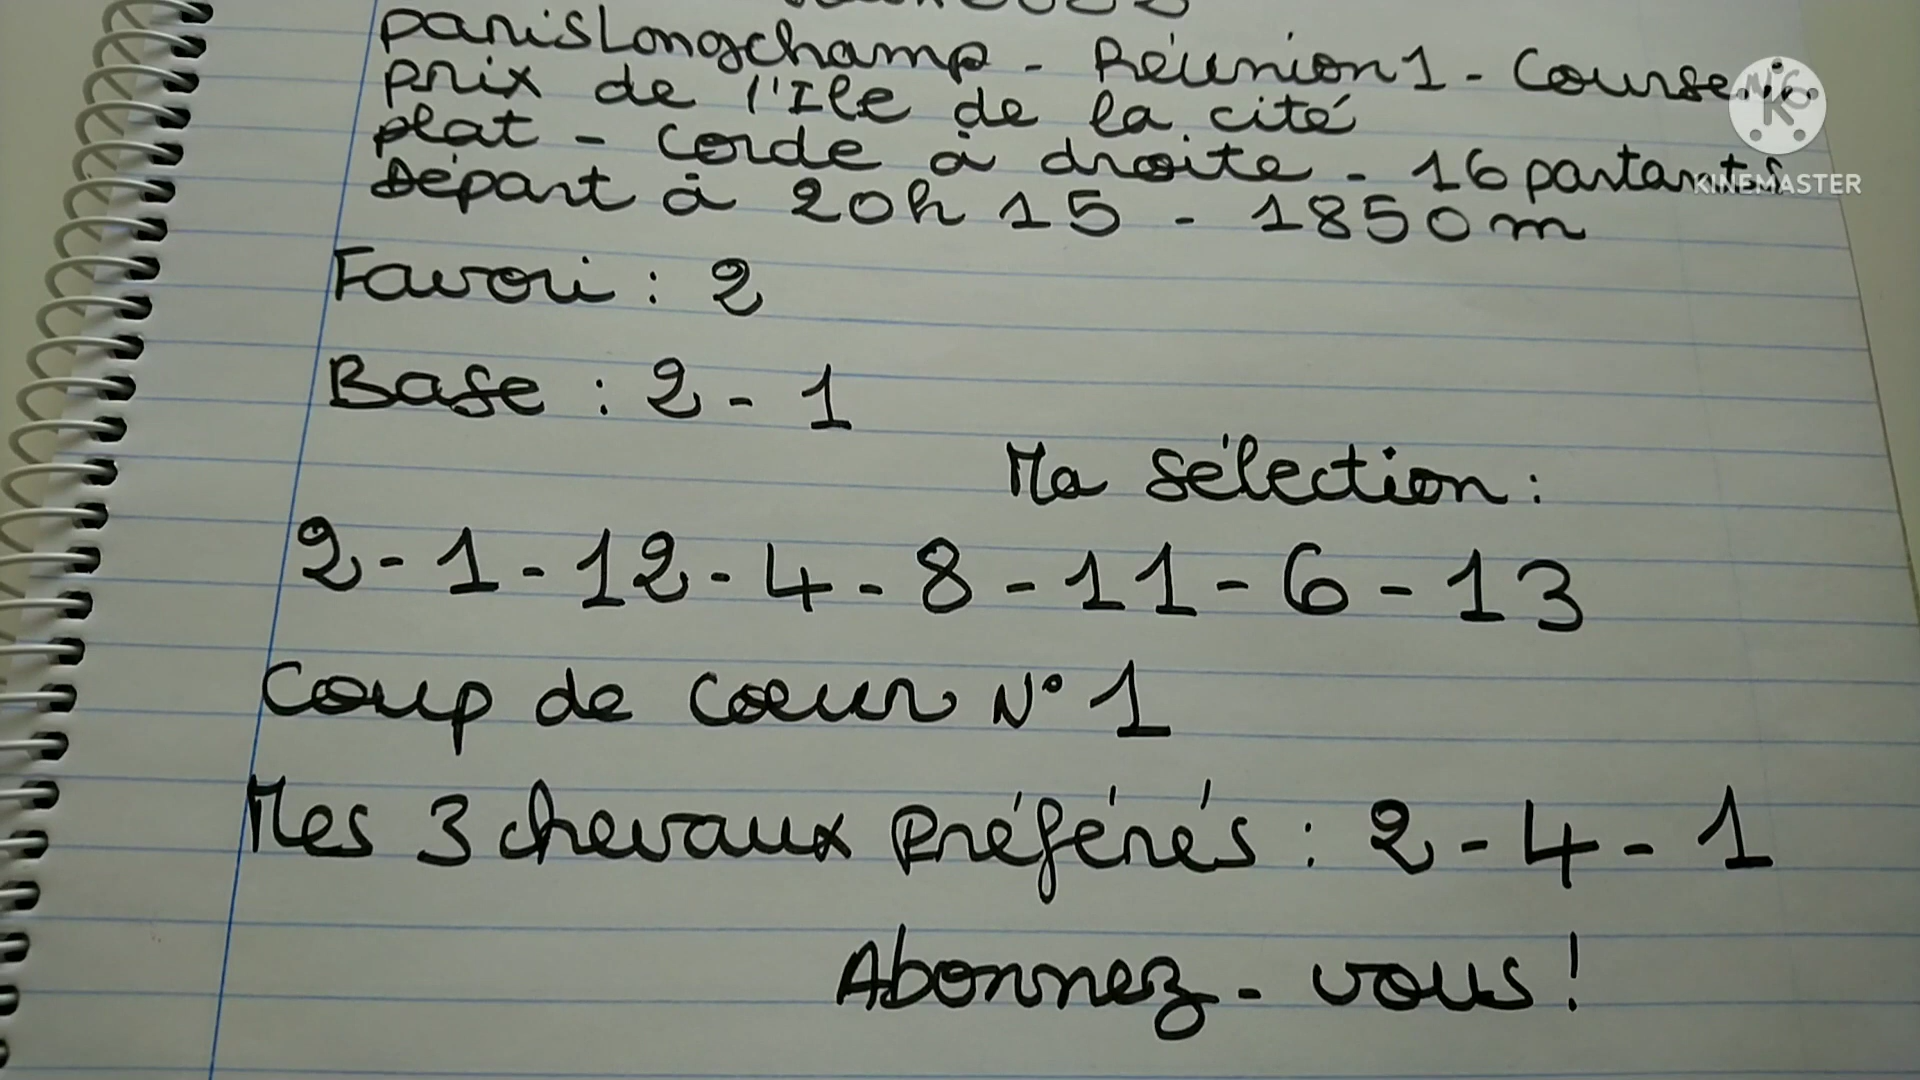 ParisLongchamp - Réunion 1 - Course
prix de l'Ile de la cité
plat - corde à droite - 16 partants
Départ à 20h15 - 1850m
Favori : 2
Base : 2 - 1
Ma sélection :
2 - 1 - 12 - 4 - 8 - 11 - 6 - 13
Coup de cœur N° 1
Mes 3 chevaux préférés : 2 - 4 - 1
Abonnez-vous !
KINEMASTER